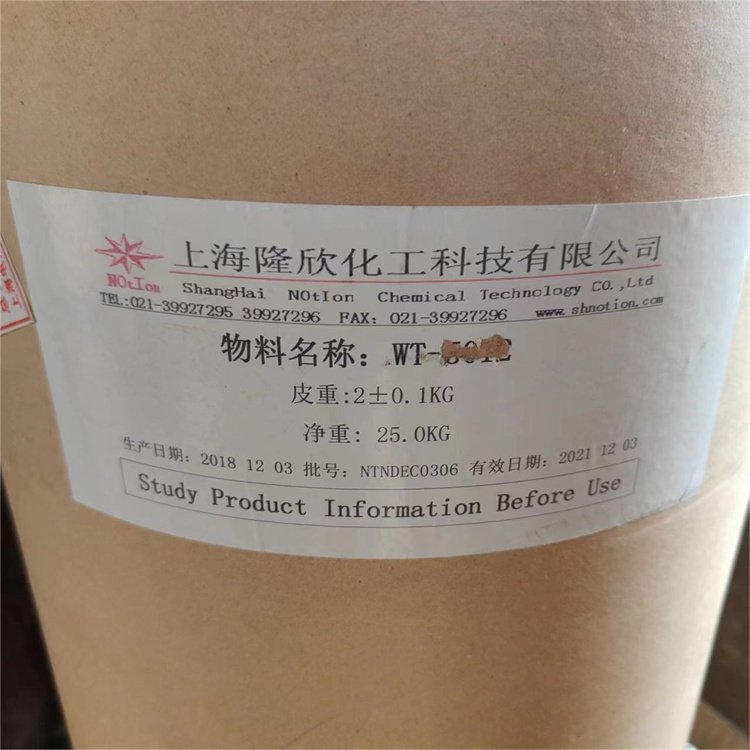 上海隆欣化工科技有限公司
NOtIon
ShangHai NOtIon Chemical Technology CO.,Ltd
TEL:021-39927295 39927296 FAX: 021-39927296 www.shnotion.com
物料名称: WT-
皮重:2±0.1KG
净重: 25.0KG
生产日期: 2018 12 03 批号: NTNDEC0306 有效日期: 2021 12 03
Study Product Information Before Use